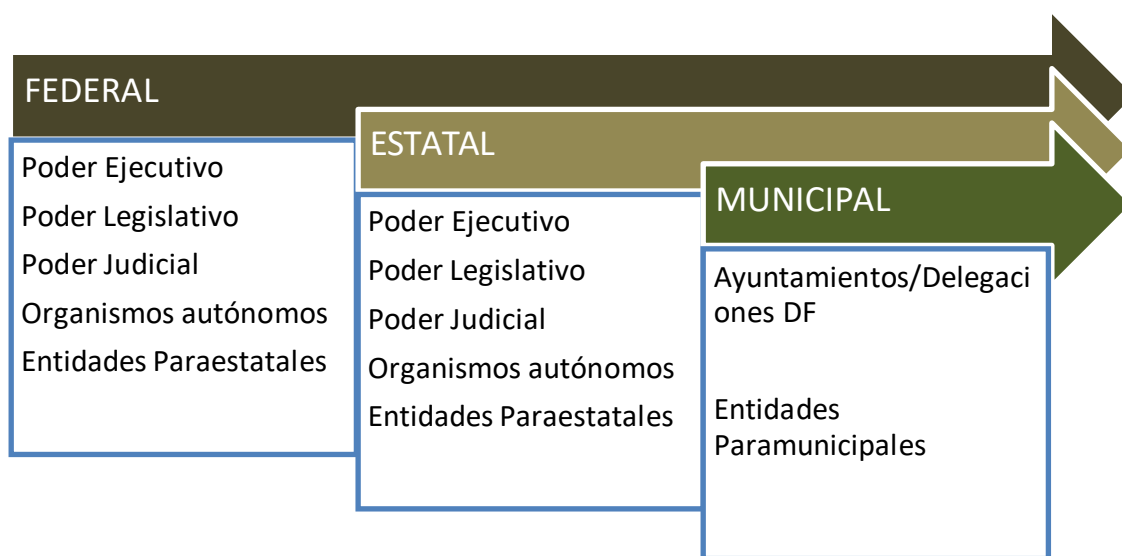 FEDERAL
Poder Ejecutivo
Poder Legislativo
Poder Judicial
Organismos autónomos
Entidades Paraestatales
ESTATAL
Poder Ejecutivo
Poder Legislativo
Poder Judicial
Organismos autónomos
Entidades Paraestatales
MUNICIPAL
Ayuntamientos/Delegaci
ones DF
Entidades
Paramunicipales